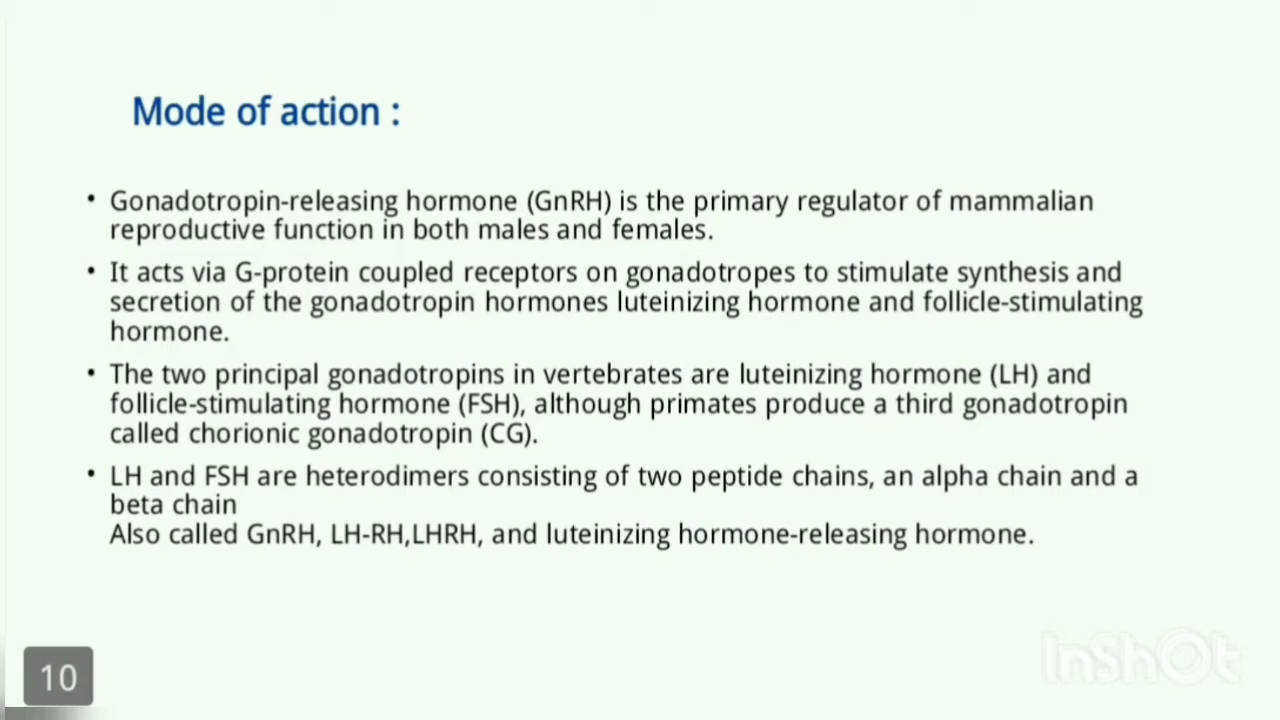 Mode of action :
• Gonadotropin-releasing hormone (GnRH) is the primary regulator of mammalian
reproductive function in both males and females.
• It acts via G-protein coupled receptors on gonadotropes to stimulate synthesis and
secretion of the gonadotropin hormones luteinizing hormone and follicle-stimulating
hormone.
• The two principal gonadotropins in vertebrates are luteinizing hormone (LH) and
follicle-stimulating hormone (FSH), although primates produce a third gonadotropin
called chorionic gonadotropin (CG).
• LH and FSH are heterodimers consisting of two peptide chains, an alpha chain and a
beta chain
Also called GnRH, LH-RH,LHRH, and luteinizing hormone-releasing hormone.
10
InShOt